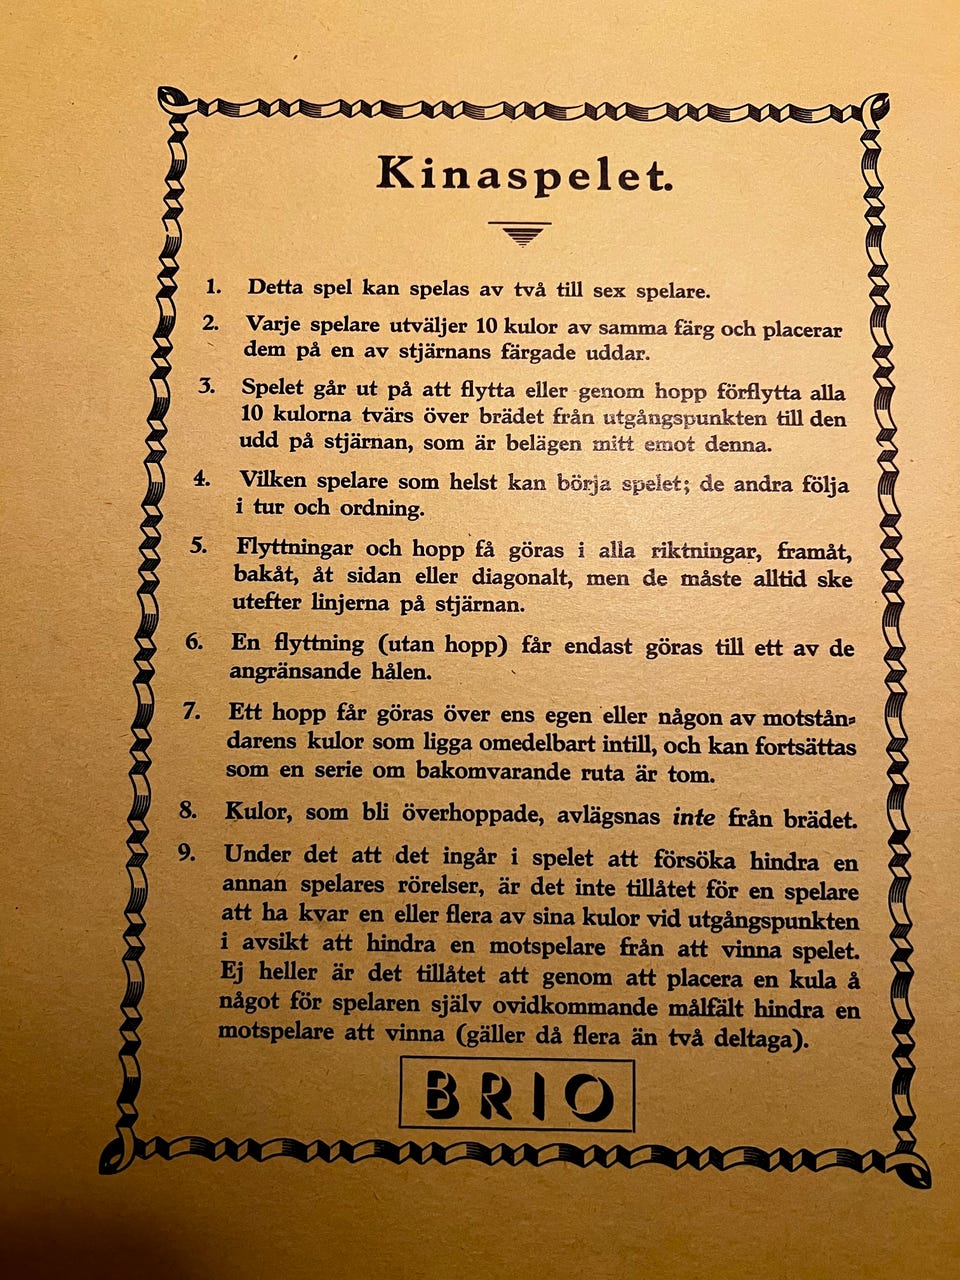 Kinaspelet.
1. Detta spel kan spelas av två till sex spelare.
2. Varje spelare utväljer 10 kulor av samma färg och placerar
dem på en av stjärnans färgade uddar.
3. Spelet går ut på att flytta eller genom hopp förflytta alla
10 kulorna tvärs över brädet från utgångspunkten till den
udd på stjärnan, som är belägen mitt emot denna.
4. Vilken spelare som helst kan börja spelet; de andra följa
i tur och ordning.
5. Flyttningar och hopp få göras i alla riktningar, framåt,
bakåt, åt sidan eller diagonalt, men de måste alltid ske
utefter linjerna på stjärnan.
6. En flyttning (utan hopp) får endast göras till ett av de
angränsande hålen.
7. Ett hopp får göras över ens egen eller någon av motstån-
darens kulor som ligga omedelbart intill, och kan fortsättas
som en serie om bakomvarande ruta är tom.
8. Kulor, som bli överhoppade, avlägsnas inte från brädet.
9. Under det att det ingår i spelet att försöka hindra en
annan spelares rörelser, är det inte tillåtet för en spelare
att ha kvar en eller flera av sina kulor vid utgångspunkten
i avsikt att hindra en motspelare från att vinna spelet.
Ej heller är det tillåtet att genom att placera en kula å
något för spelaren själv ovidkommande målfält hindra en
motspelare att vinna (gäller då flera än två deltaga).
BRIO